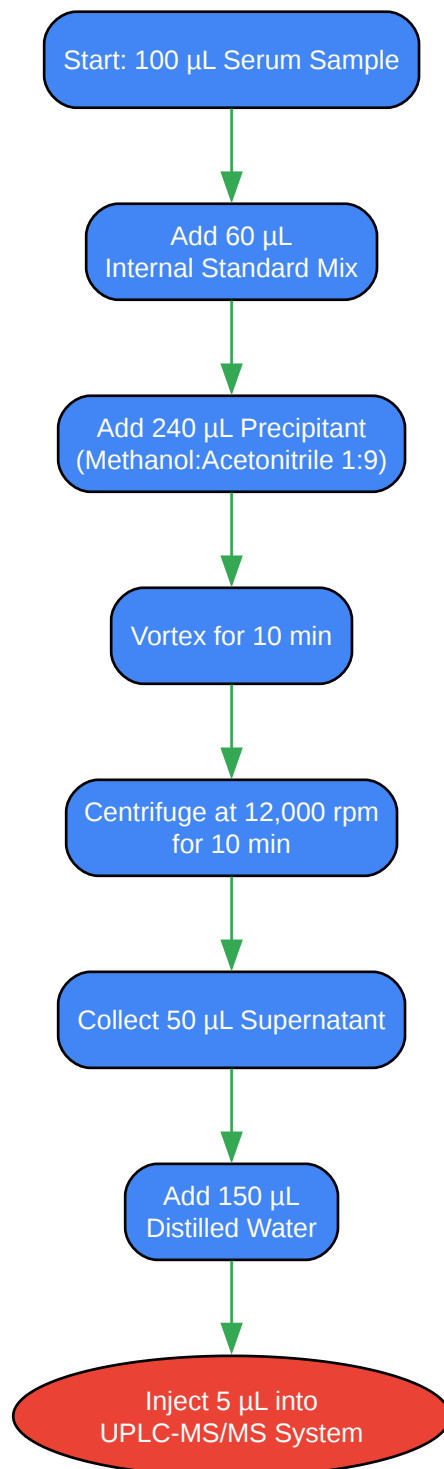 Start: 100 µL Serum Sample
Add 60 µL
Internal Standard Mix
Add 240 µL Precipitant
(Methanol:Acetonitrile 1:9)
Vortex for 10 min
Centrifuge at 12,000 rpm
for 10 min
Collect 50 µL Supernatant
Add 150 µL
Distilled Water
Inject 5 µL into
UPLC-MS/MS System